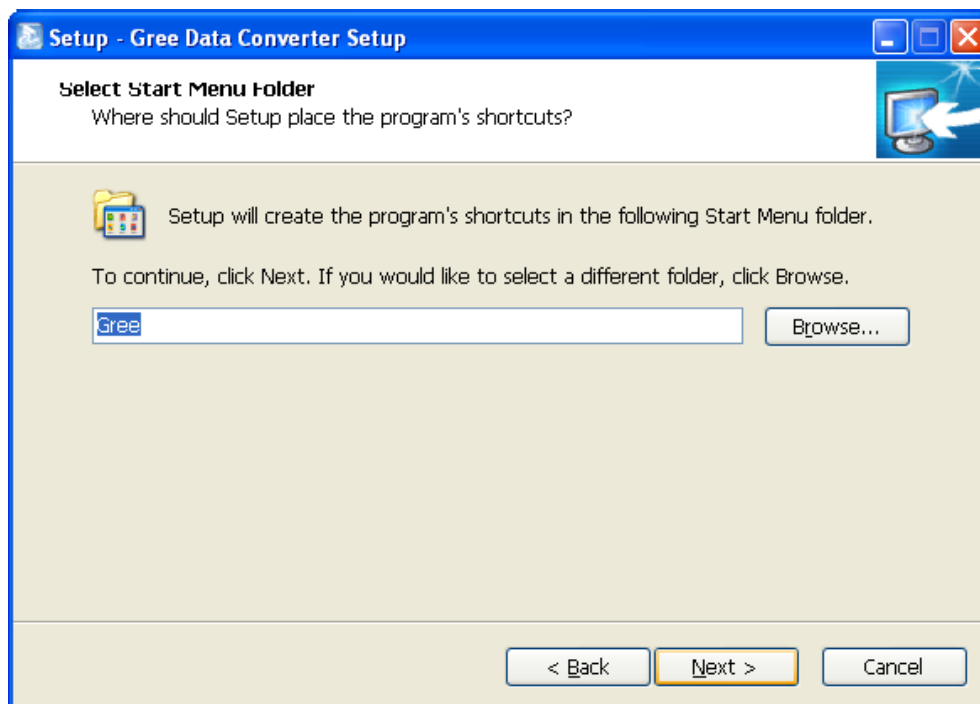 Setup - Gree Data Converter Setup
Select Start Menu Folder
Where should Setup place the program's shortcuts?
Setup will create the program's shortcuts in the following Start Menu folder.
To continue, click Next. If you would like to select a different folder, click Browse.
Gree
Browse...
< Back
Next >
Cancel